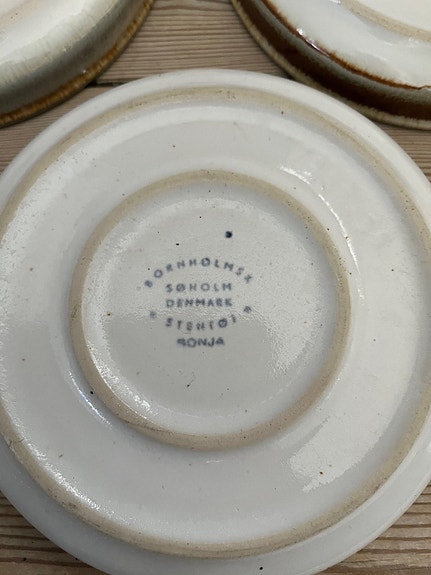 BORNHOLMSK
SØHOLM
DENMARK
* STENTØJ *
SONJA